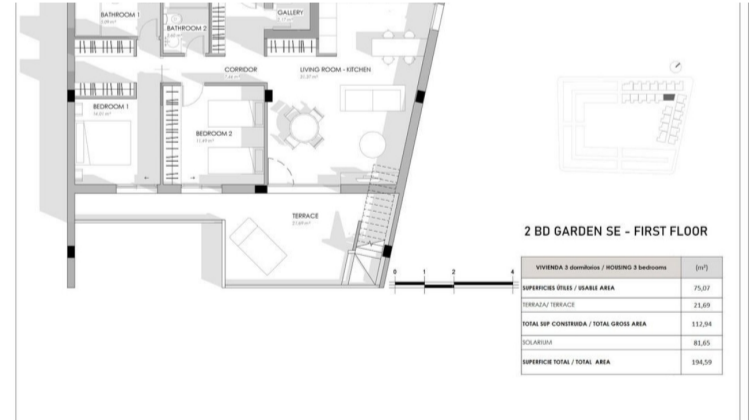 BATHROOM 1
GALLERY
BATHROOM 2
CORRIDOR
LIVING ROOM - KITCHEN
BEDROOM 1
BEDROOM 2
TERRACE
21,69 m²
0 1 2 4
2 BD GARDEN SE - FIRST FLOOR
VIVIENDA 3 dormitorios / HOUSING 3 bedrooms (m²)
SUPERFICIES ÚTILES / USABLE AREA 75,07
TERRAZA/ TERRACE 21,69
TOTAL SUP CONSTRUIDA / TOTAL GROSS AREA 112,94
SOLARIUM 81,65
SUPERFICIE TOTAL / TOTAL AREA 194,59